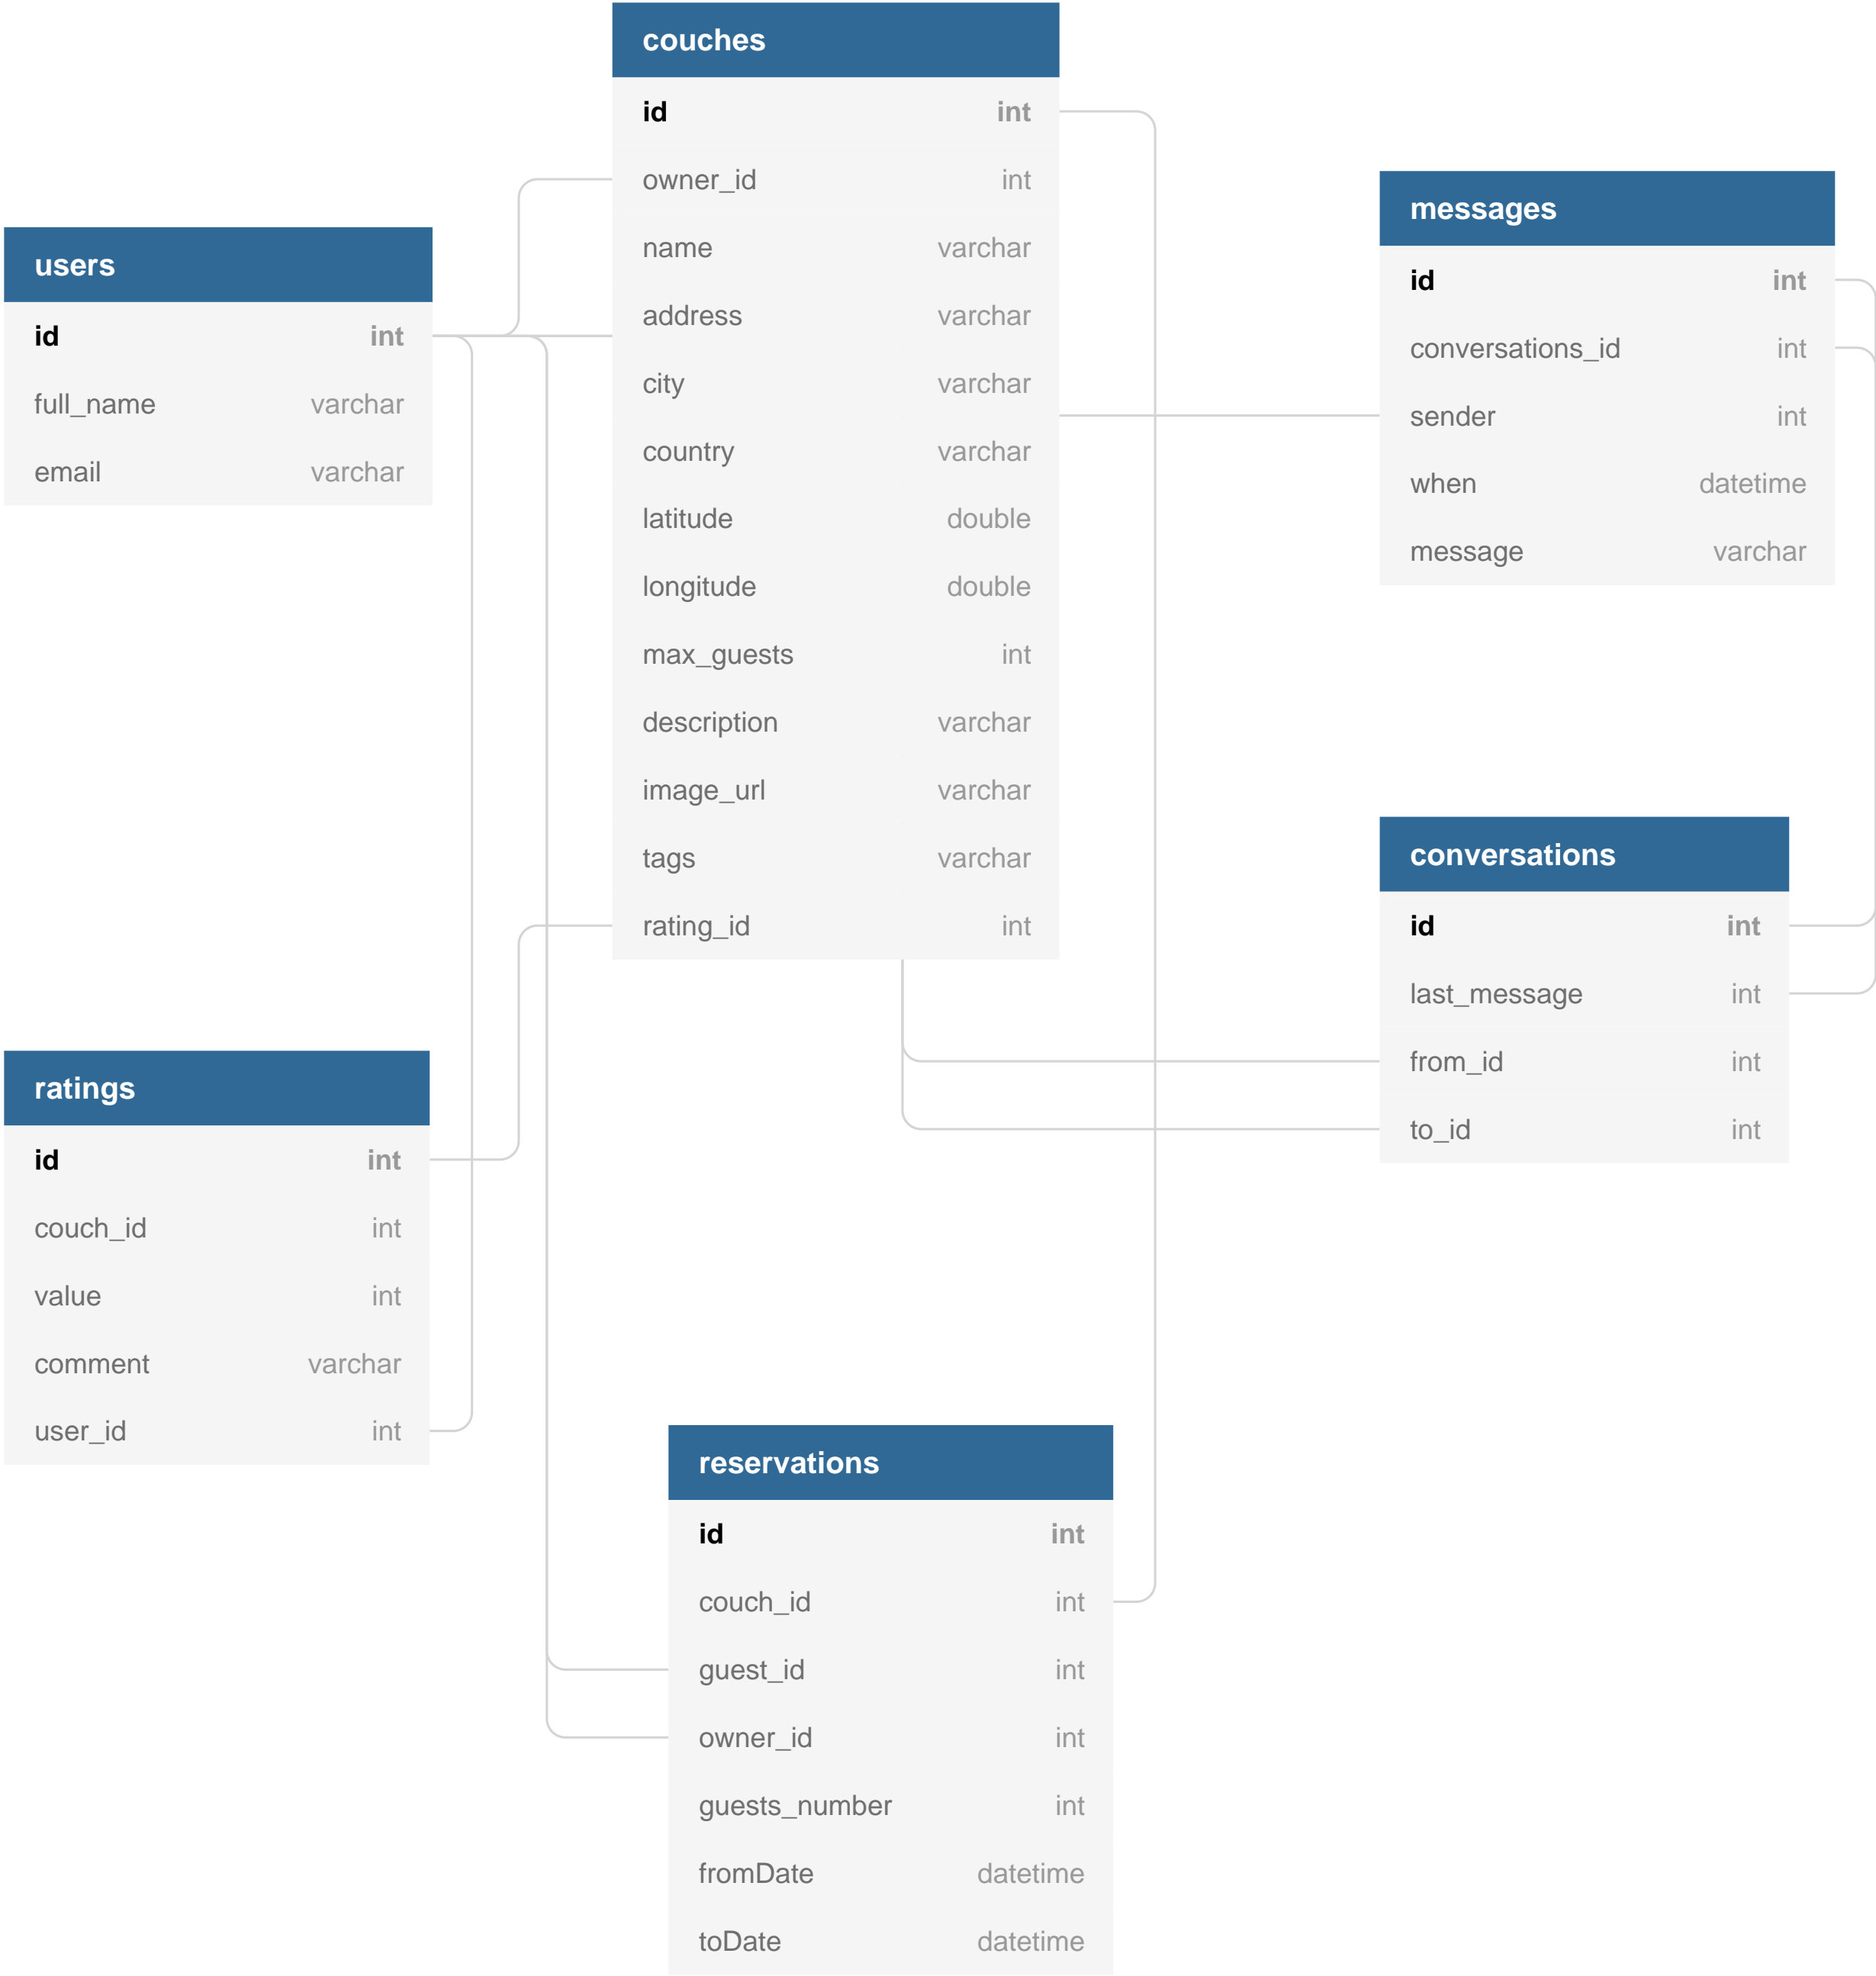 couches
id int
owner_id int
name varchar
address varchar
city varchar
country varchar
latitude double
longitude double
max_guests int
description varchar
image_url varchar
tags varchar
rating_id int
messages
id int
conversations_id int
sender int
when datetime
message varchar
users
id int
full_name varchar
email varchar
conversations
id int
last_message int
from_id int
to_id int
ratings
id int
couch_id int
value int
comment varchar
user_id int
reservations
id int
couch_id int
guest_id int
owner_id int
guests_number int
fromDate datetime
toDate datetime